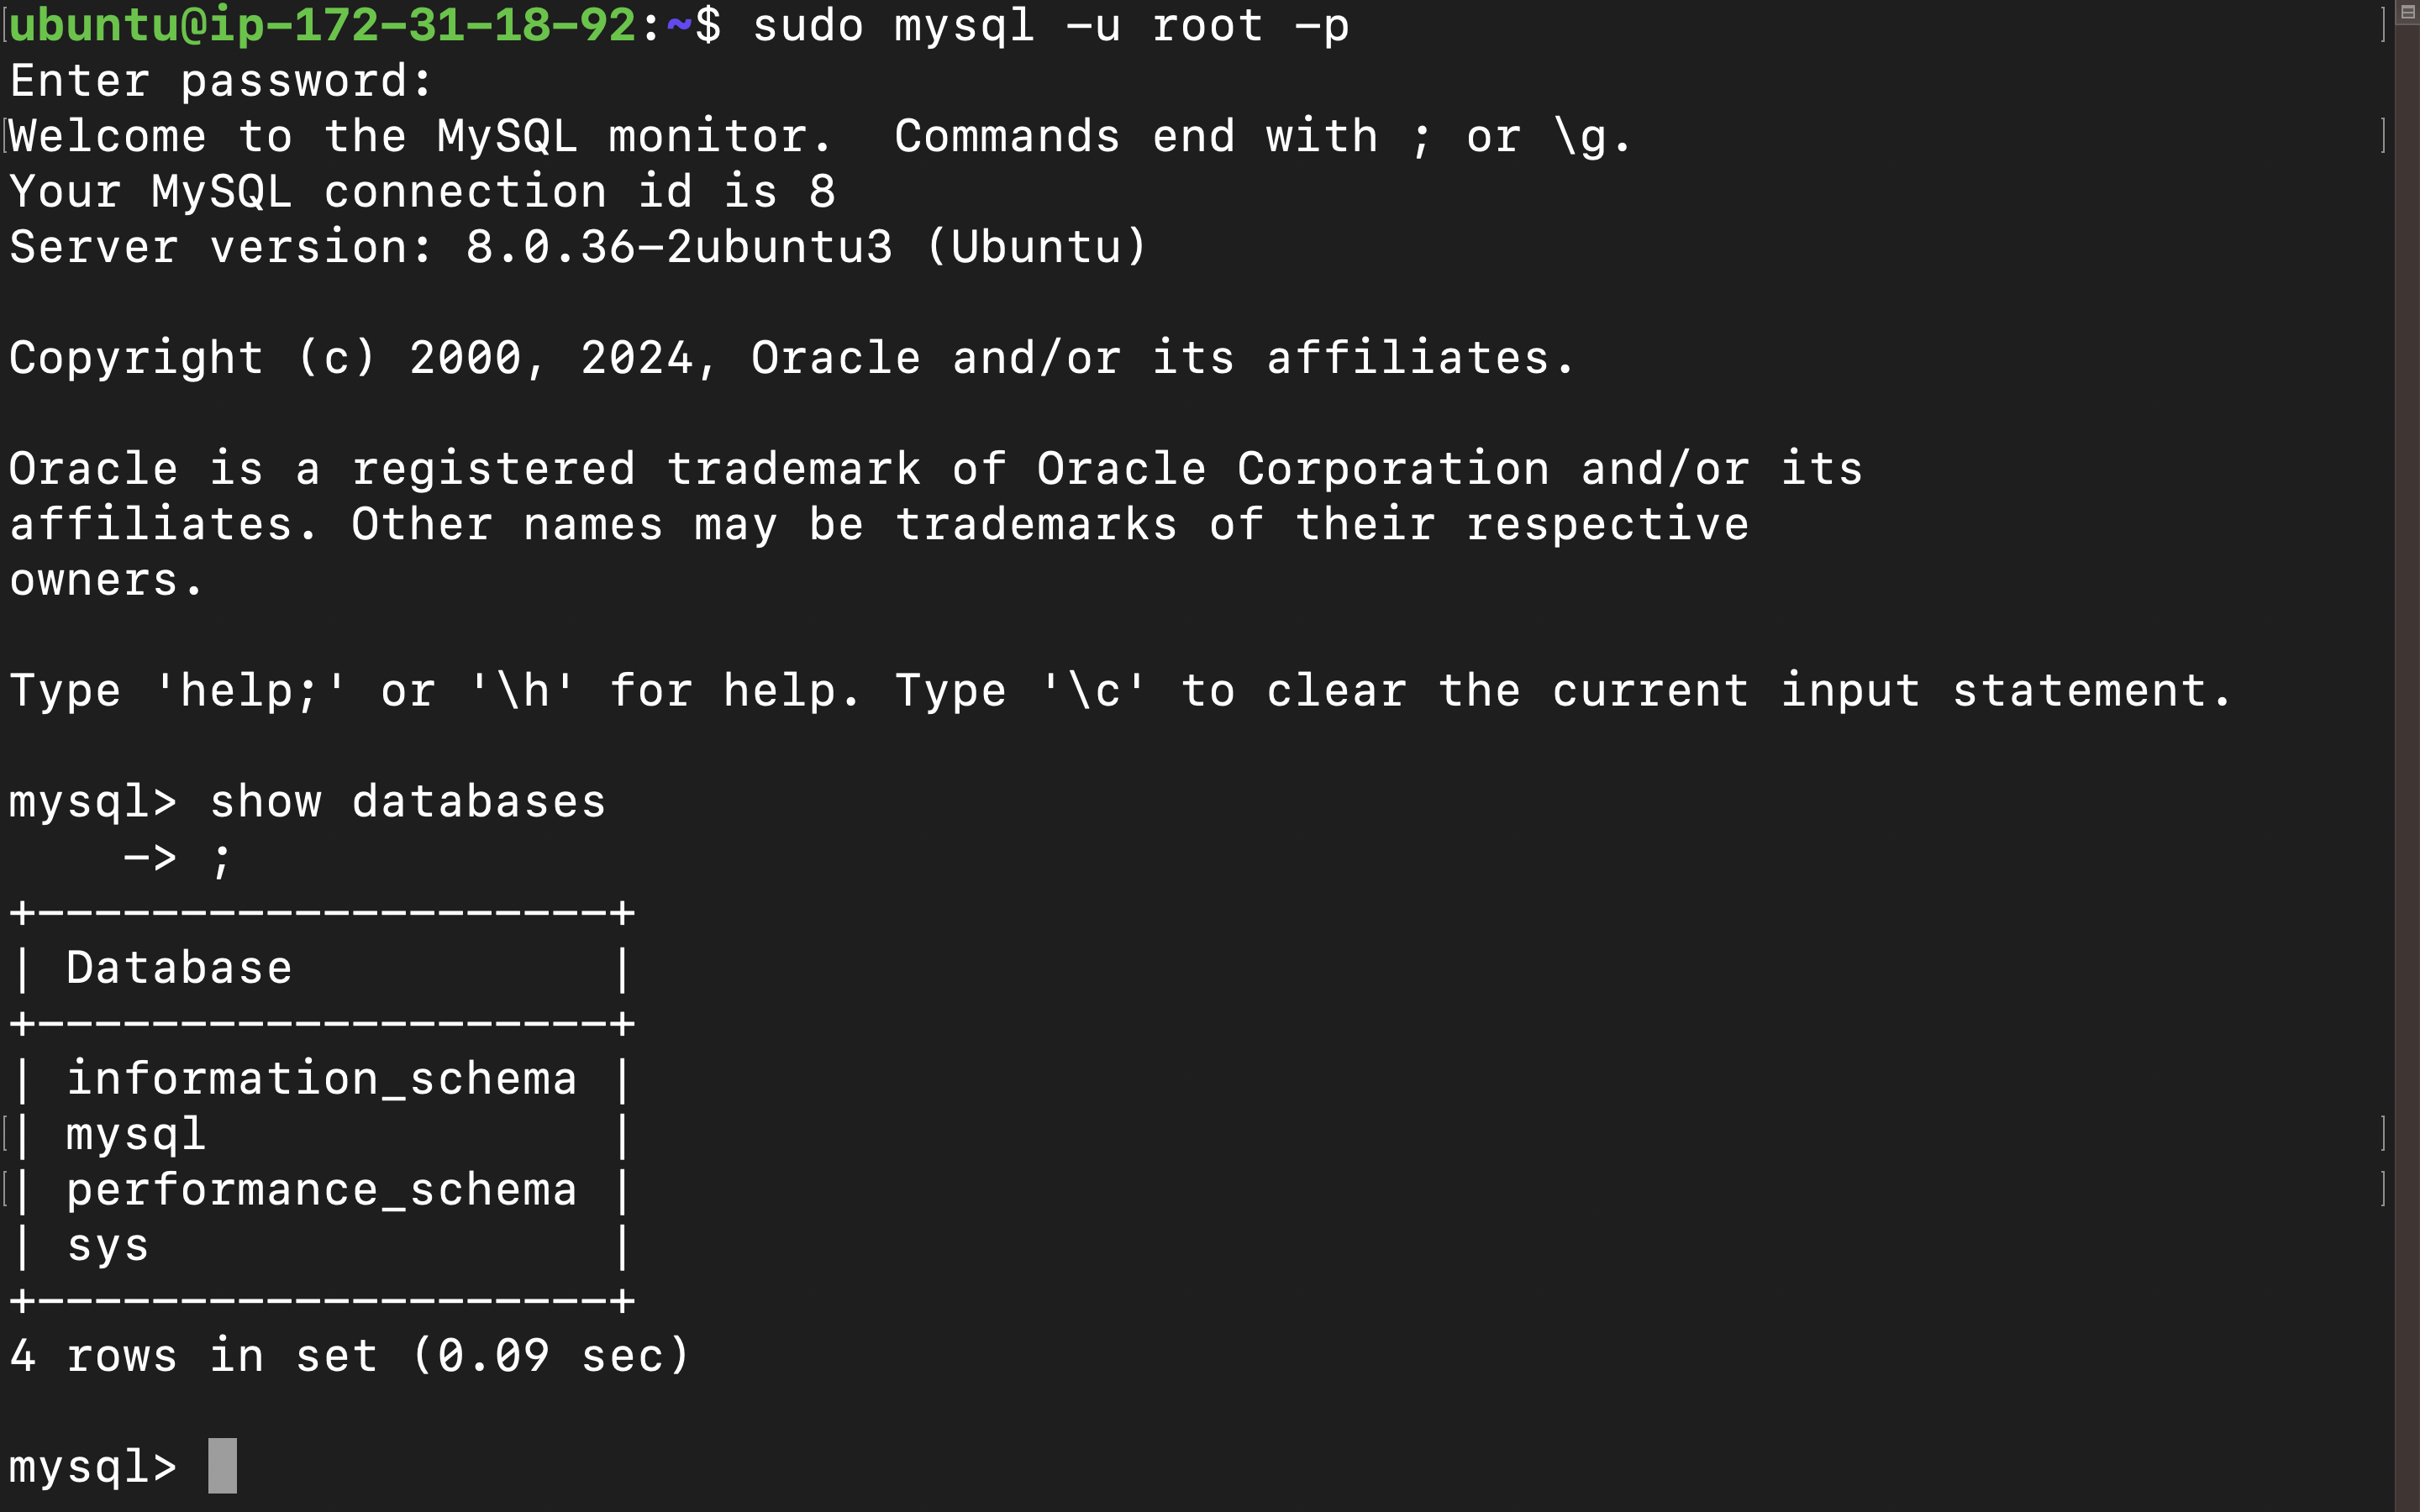 ubuntu@ip-172-31-18-92:~$ sudo mysql -u root -p
Enter password:
Welcome to the MySQL monitor.  Commands end with ; or \g.
Your MySQL connection id is 8
Server version: 8.0.36-2ubuntu3 (Ubuntu)

Copyright (c) 2000, 2024, Oracle and/or its affiliates.

Oracle is a registered trademark of Oracle Corporation and/or its
affiliates. Other names may be trademarks of their respective
owners.

Type 'help;' or '\h' for help. Type '\c' to clear the current input statement.

mysql> show databases
    -> ;
+--------------------+
| Database           |
+--------------------+
| information_schema |
| mysql              |
| performance_schema |
| sys                |
+--------------------+
4 rows in set (0.09 sec)

mysql>